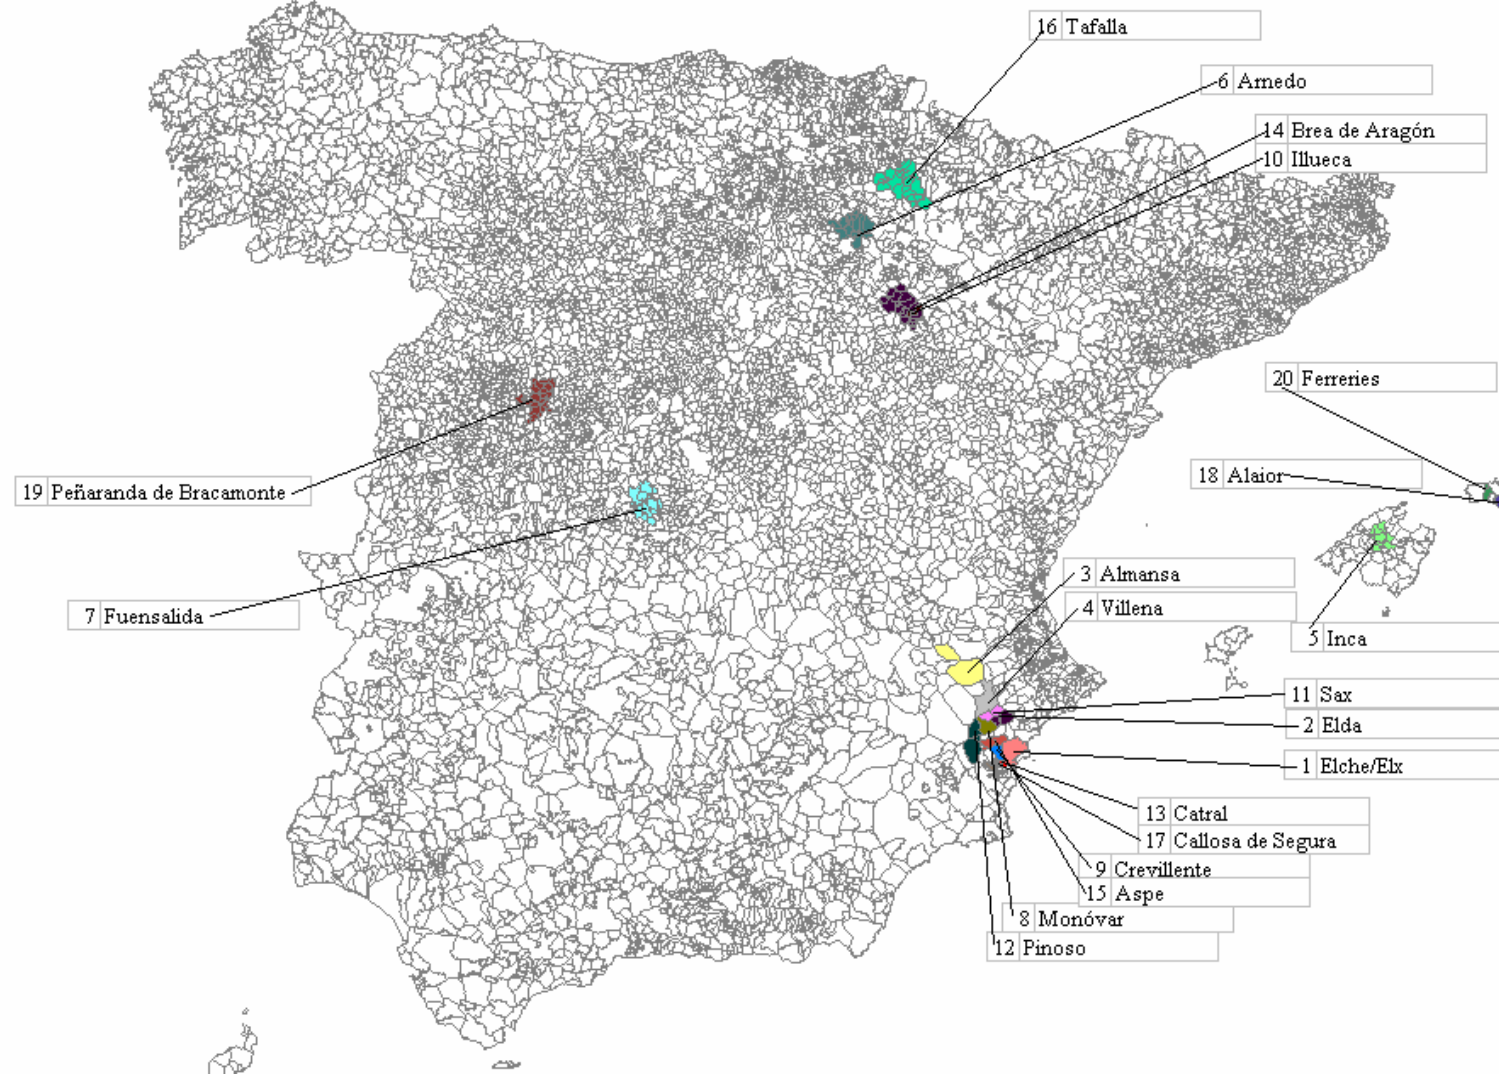 16 Tafalla
6 Arnedo
14 Brea de Aragón
10 Illueca
20 Ferreries
18 Alaior
19 Peñaranda de Bracamonte
3 Almansa
7 Fuensalida
4 Villena
5 Inca
11 Sax
2 Elda
1 Elche/Elx
13 Catral
17 Callosa de Segura
9 Crevillente
15 Aspe
8 Monóvar
12 Pinoso